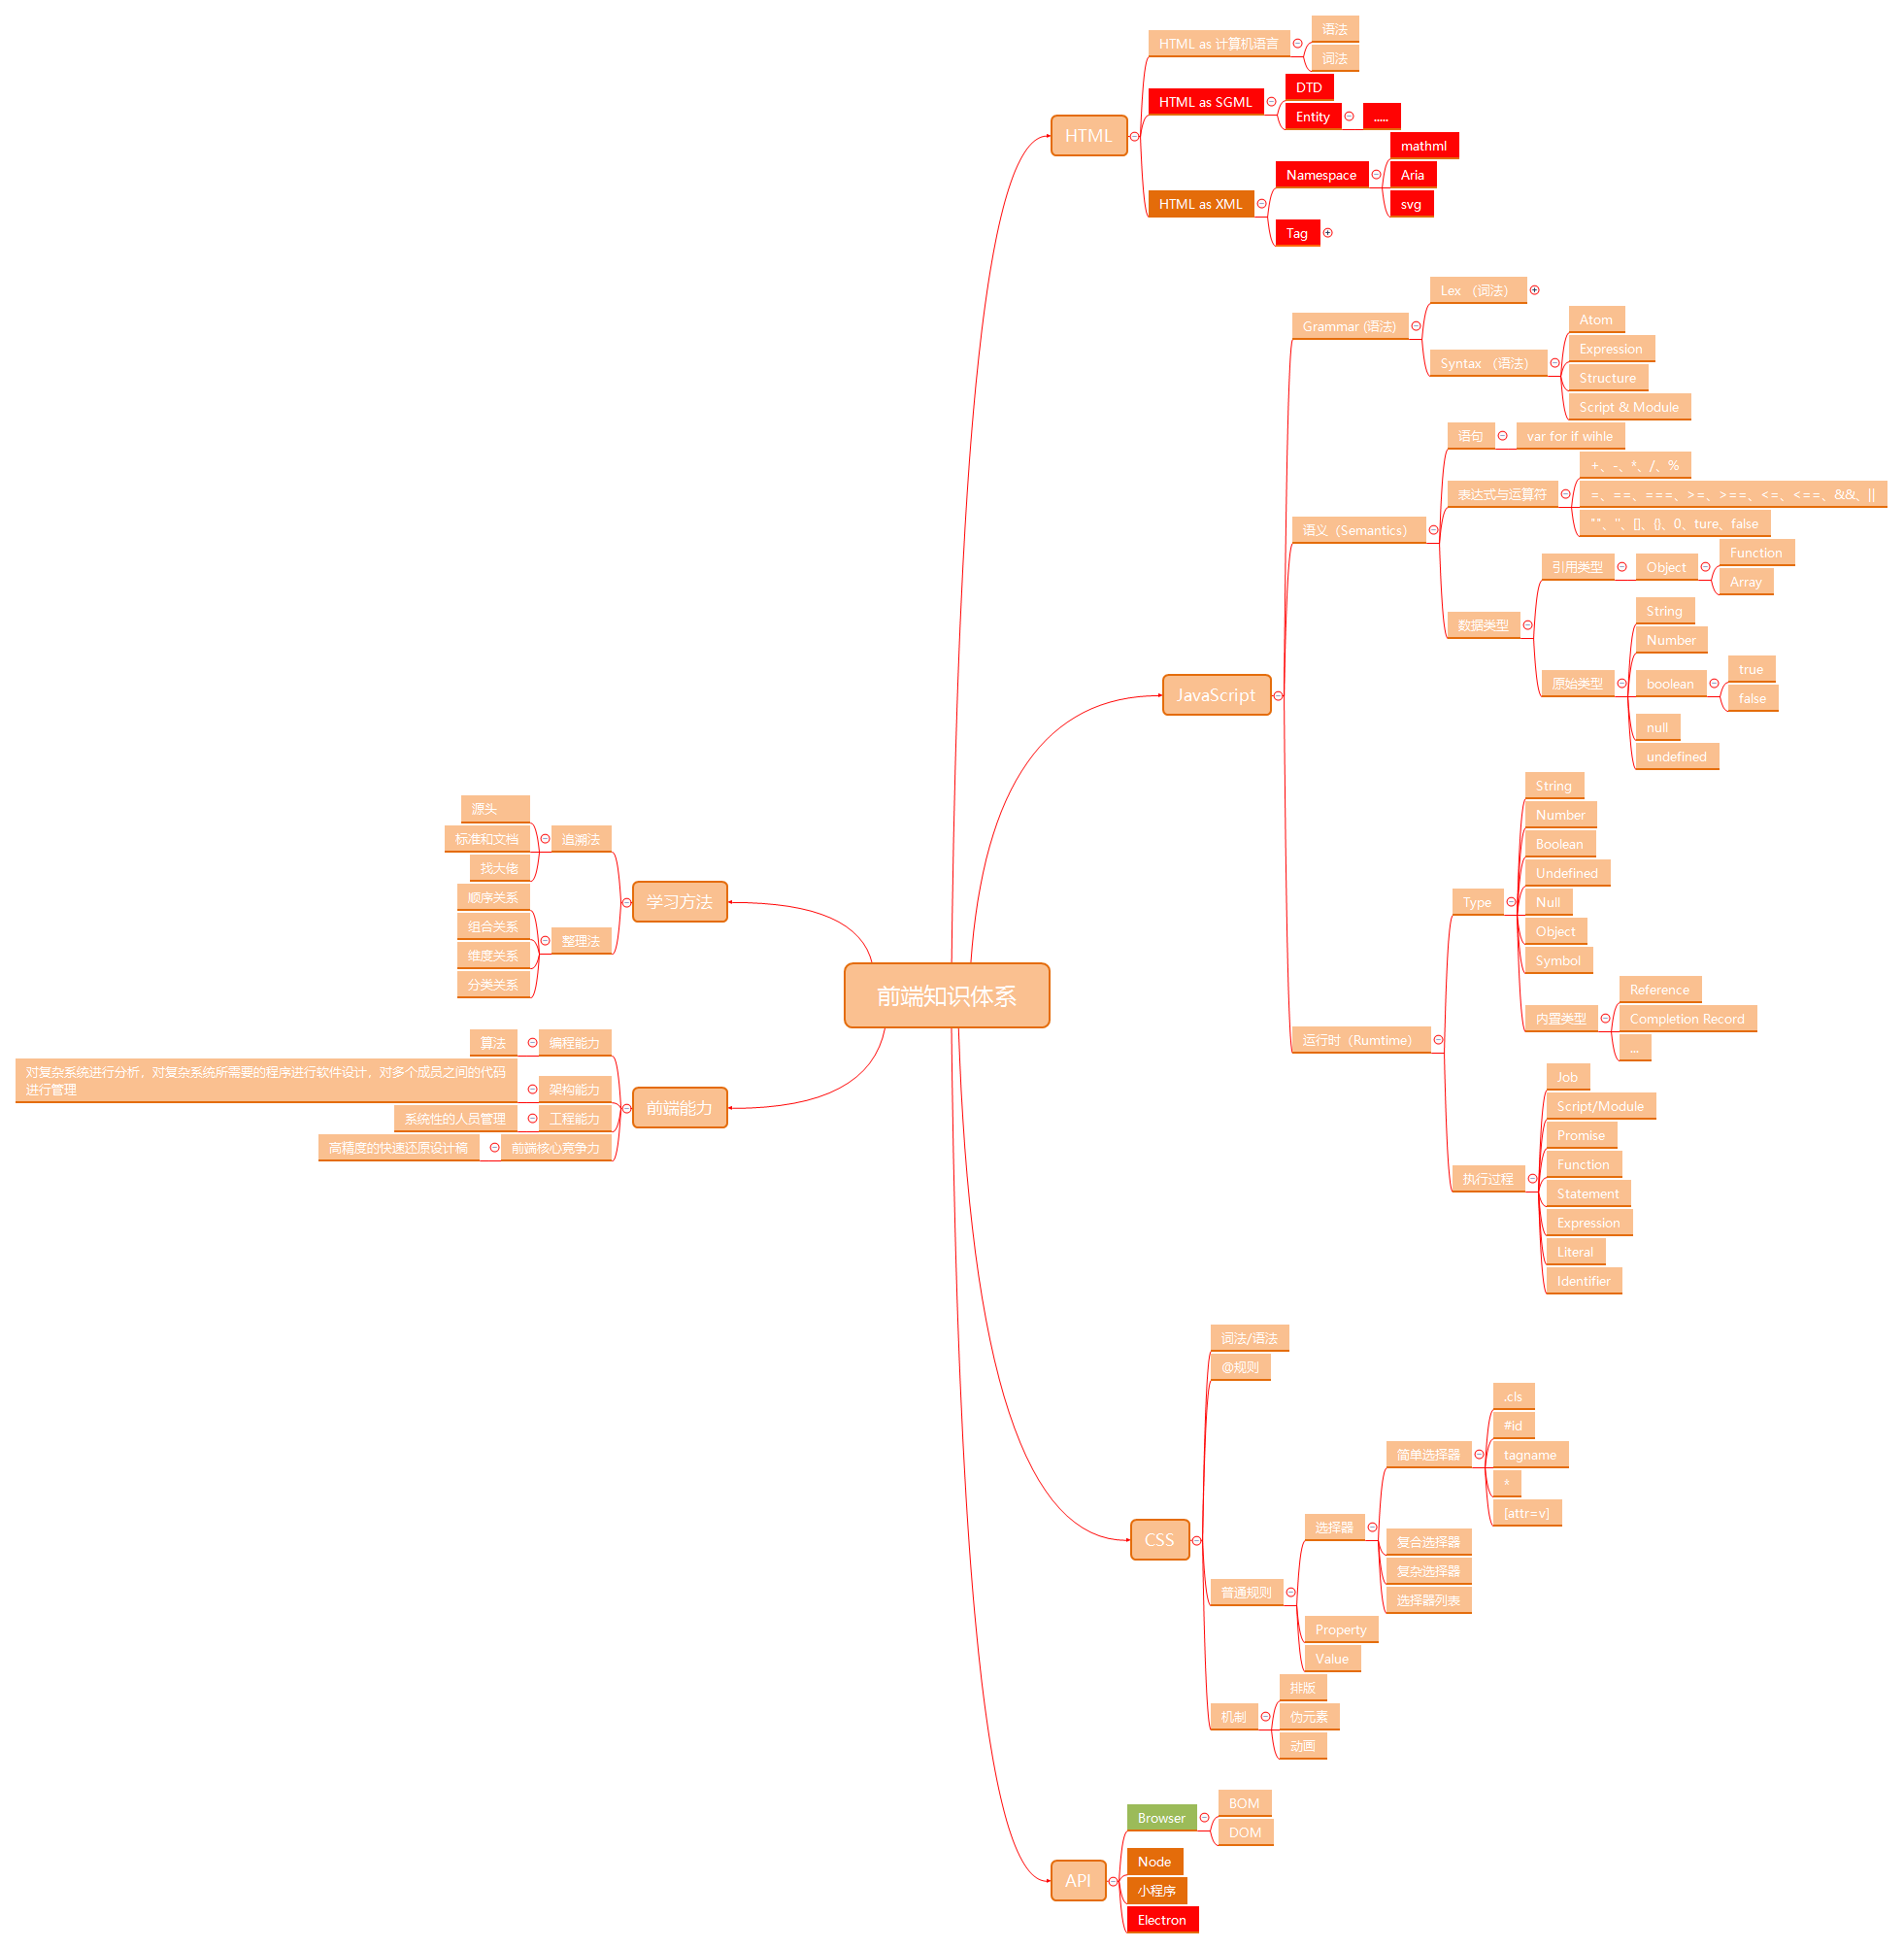 前端知识体系
HTML
HTML as 计算机语言
语法
词法
HTML as SGML
DTD
Entity
.....
HTML as XML
Namespace
mathml
Aria
svg
Tag
JavaScript
Grammar (语法)
Lex （词法）
Syntax （语法）
Atom
Expression
Structure
Script & Module
语义（Semantics）
语句
var for if wihle
表达式与运算符
+、-、*、/、%
=、==、===、>=、>==、<=、<==、&&、||
""、''、[]、{}、0、ture、false
数据类型
引用类型
Object
Function
Array
原始类型
String
Number
boolean
true
false
null
undefined
运行时（Rumtime）
Type
String
Number
Boolean
Undefined
Null
Object
Symbol
内置类型
Reference
Completion Record
...
执行过程
Job
Script/Module
Promise
Function
Statement
Expression
Literal
Identifier
CSS
词法/语法
@规则
普通规则
选择器
简单选择器
.cls
#id
tagname
*
[attr=v]
复合选择器
复杂选择器
选择器列表
Property
Value
机制
排版
伪元素
动画
API
Browser
BOM
DOM
Node
小程序
Electron
学习方法
追溯法
源头
标准和文档
找大佬
整理法
顺序关系
组合关系
维度关系
分类关系
前端能力
编程能力
算法
架构能力
对复杂系统进行分析，对复杂系统所需要的程序进行软件设计，对多个成员之间的代码
进行管理
工程能力
系统性的人员管理
前端核心竞争力
高精度的快速还原设计稿